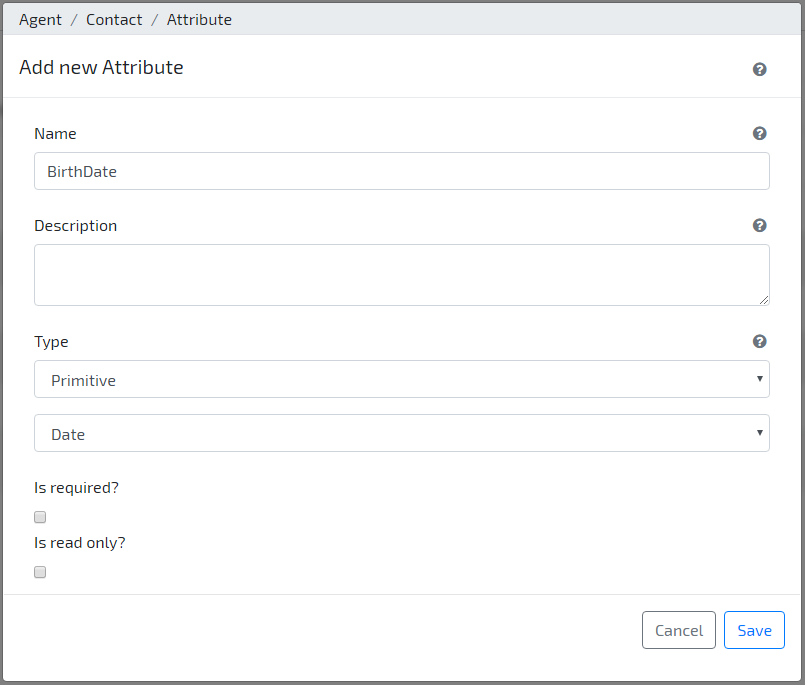 Agent / Contact / Attribute
Add new Attribute
Name
BirthDate
Description
Type
Primitive
Date
Is required?
Is read only?
Cancel Save